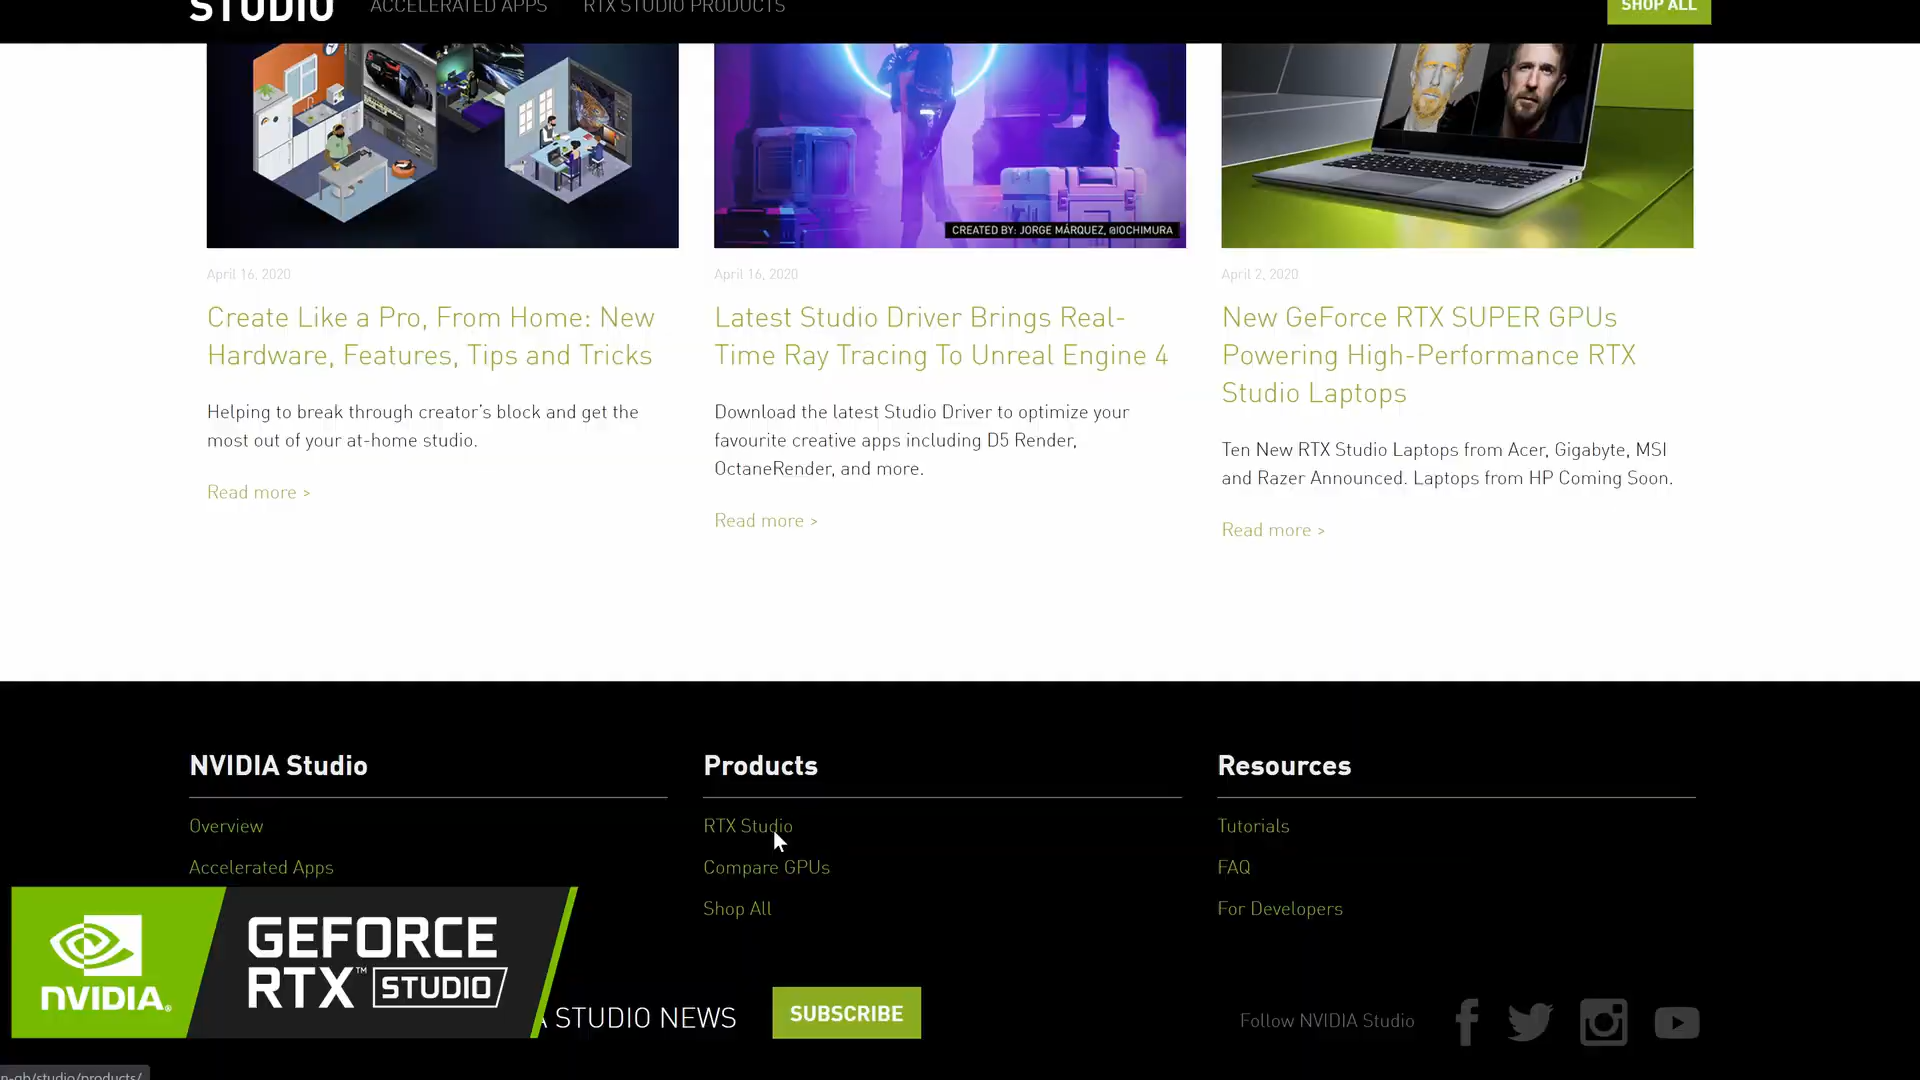 STUDIO
ACCELERATED APPS
RTX STUDIO PRODUCTS
SHOP ALL
CREATED BY: JORGE MÁRQUEZ, @IOCHIMURA
April 16, 2020
Create Like a Pro, From Home: New
Hardware, Features, Tips and Tricks
Helping to break through creator's block and get the
most out of your at-home studio.
Read more >
April 16, 2020
Latest Studio Driver Brings Real-
Time Ray Tracing To Unreal Engine 4
Download the latest Studio Driver to optimize your
favourite creative apps including D5 Render,
OctaneRender, and more.
Read more >
April 2, 2020
New GeForce RTX SUPER GPUs
Powering High-Performance RTX
Studio Laptops
Ten New RTX Studio Laptops from Acer, Gigabyte, MSI
and Razer Announced. Laptops from HP Coming Soon.
Read more >
NVIDIA Studio
Overview
Accelerated Apps
Products
RTX Studio
Compare GPUs
Shop All
Resources
Tutorials
FAQ
For Developers
NVIDIA®
GEFORCE
RTX™ STUDIO
STUDIO NEWS
SUBSCRIBE
Follow NVIDIA Studio
n-gb/studio/products/